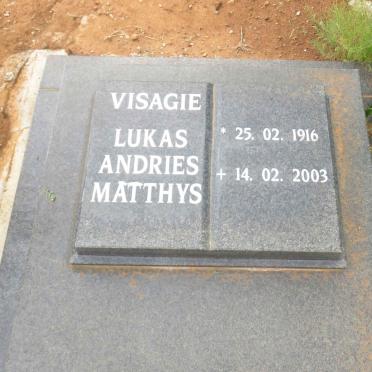 VISAGIE
LUKAS
ANDRIES
MATTHYS
* 25. 02. 1916
+ 14. 02. 2003